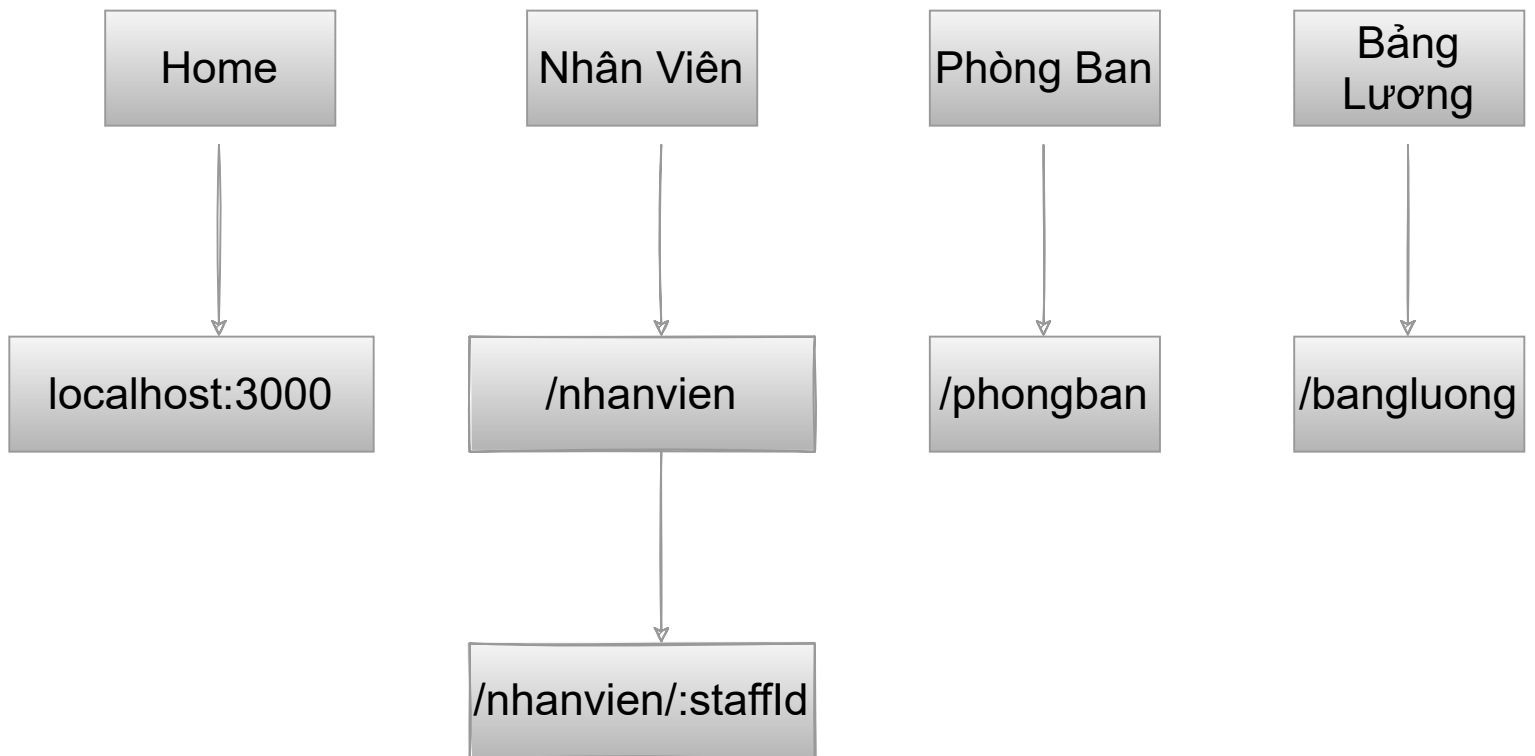 Home
Nhân Viên
Phòng Ban
Bảng
Lương
localhost:3000
/nhanvien
/phongban
/bangluong
/nhanvien/:staffId